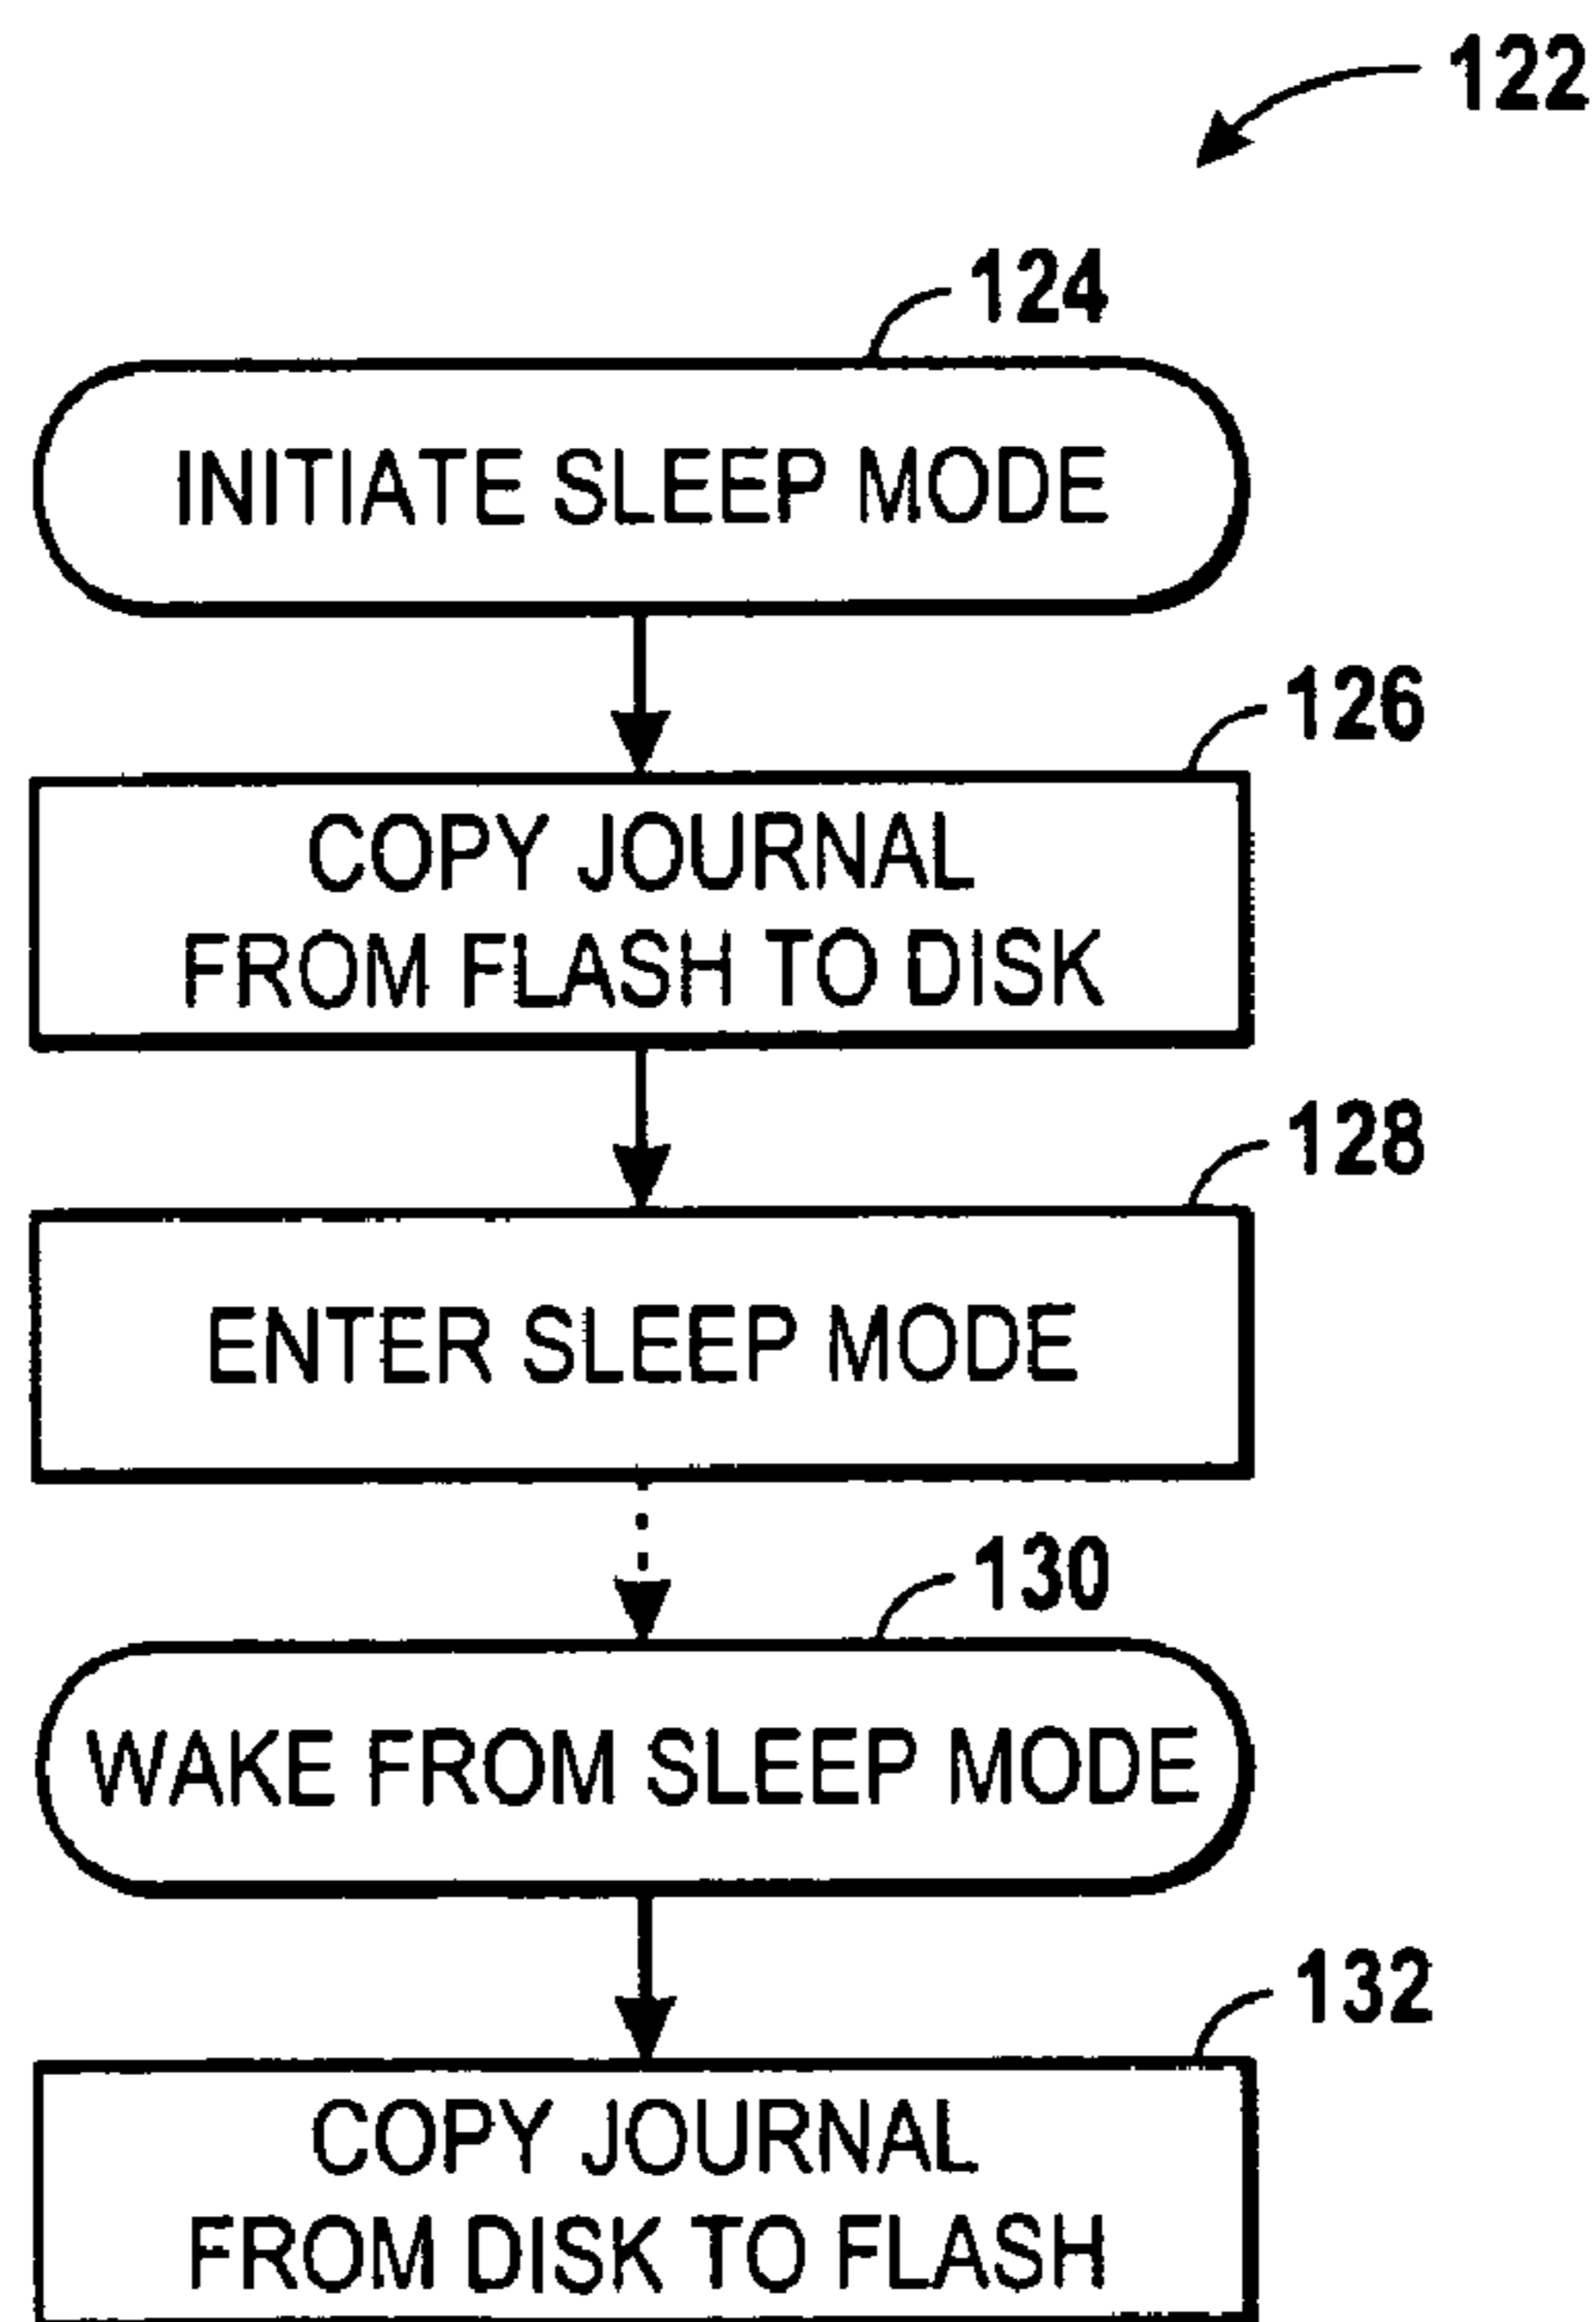 122
124
INITIATE SLEEP MODE
126
COPY JOURNAL
FROM FLASH TO DISK
128
ENTER SLEEP MODE
130
WAKE FROM SLEEP MODE
132
COPY JOURNAL
FROM DISK TO FLASH